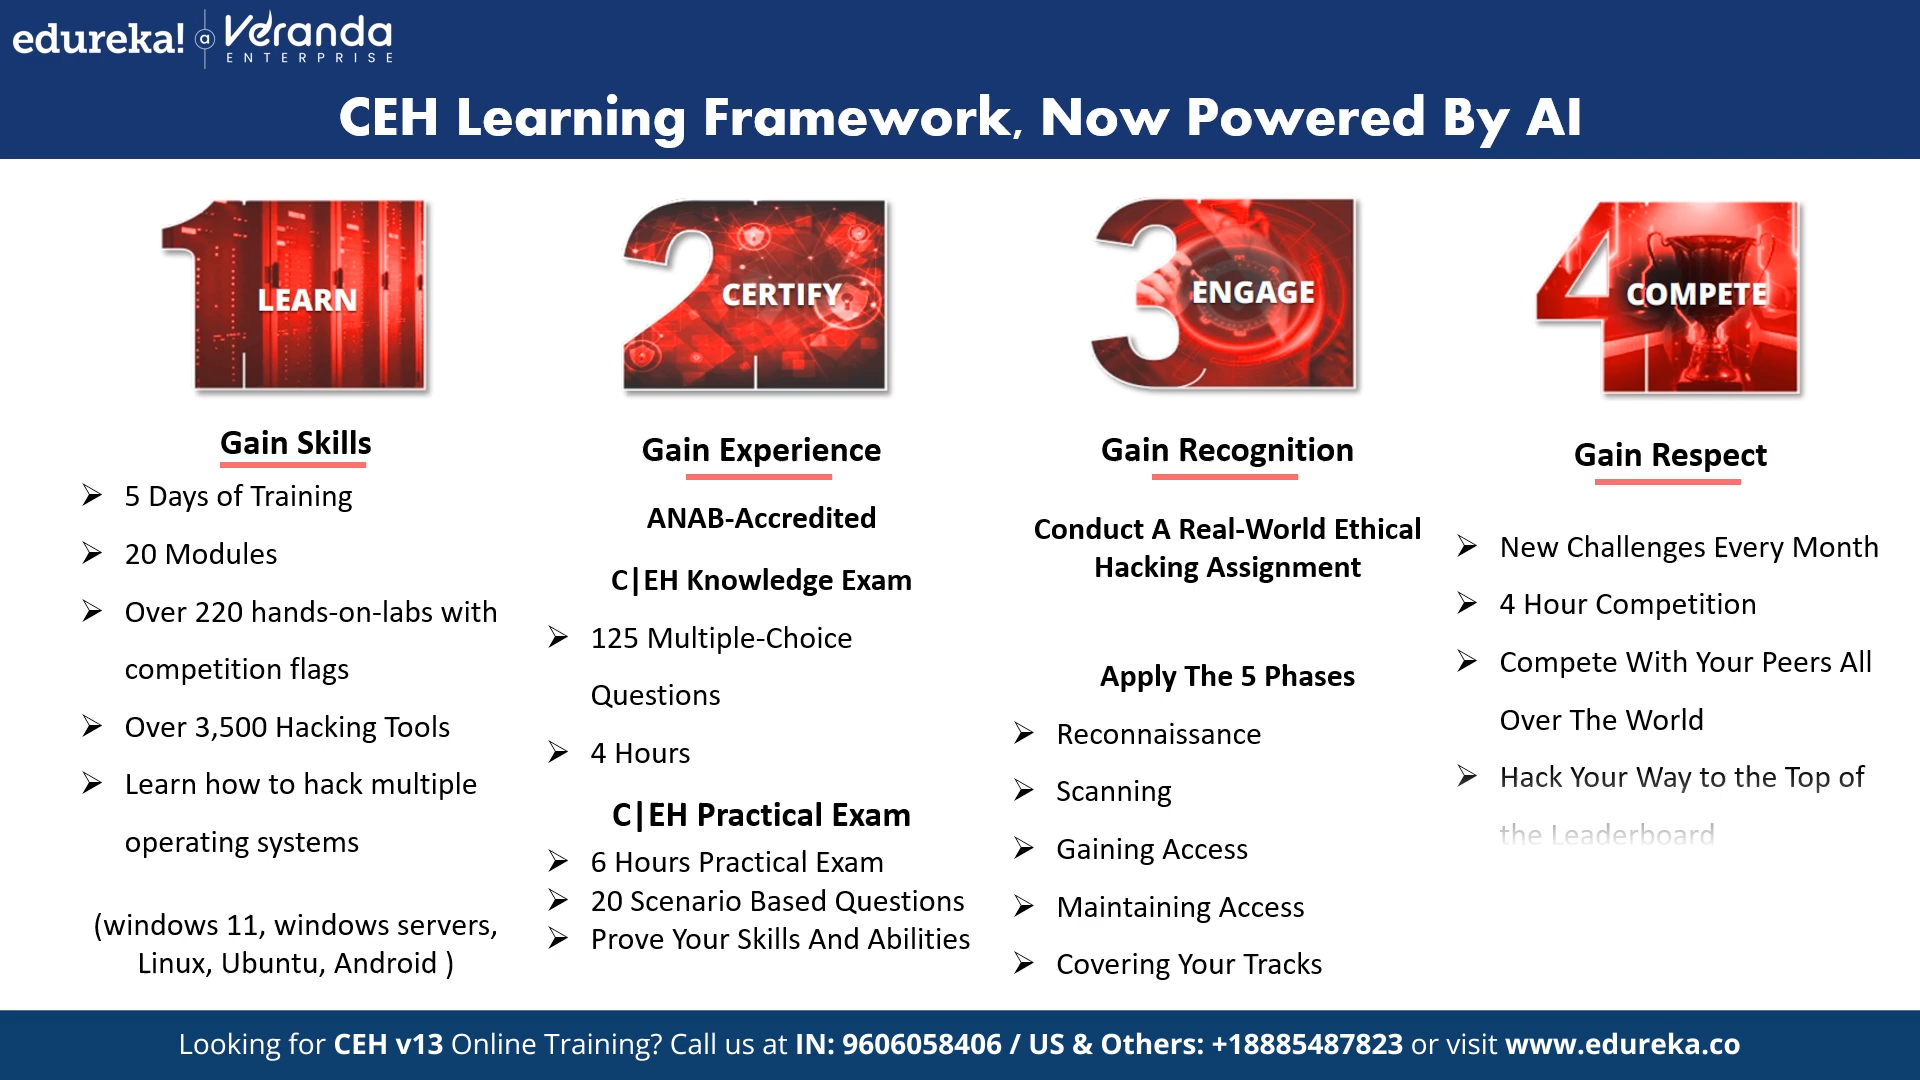 edureka! a Veranda
ENTERPRISE
CEH Learning Framework, Now Powered By AI
LEARN
Gain Skills
5 Days of Training
20 Modules
Over 220 hands-on-labs with
competition flags
Over 3,500 Hacking Tools
Learn how to hack multiple
operating systems
(windows 11, windows servers,
Linux, Ubuntu, Android )
CERTIFY
Gain Experience
ANAB-Accredited
C|EH Knowledge Exam
125 Multiple-Choice
Questions
4 Hours
C|EH Practical Exam
6 Hours Practical Exam
20 Scenario Based Questions
Prove Your Skills And Abilities
ENGAGE
Gain Recognition
Conduct A Real-World Ethical
Hacking Assignment
Apply The 5 Phases
Reconnaissance
Scanning
Gaining Access
Maintaining Access
Covering Your Tracks
COMPETE
Gain Respect
New Challenges Every Month
4 Hour Competition
Compete With Your Peers All
Over The World
Hack Your Way to the Top of
the Leaderboard
Looking for CEH v13 Online Training? Call us at IN: 9606058406 / US & Others: +18885487823 or visit www.edureka.co